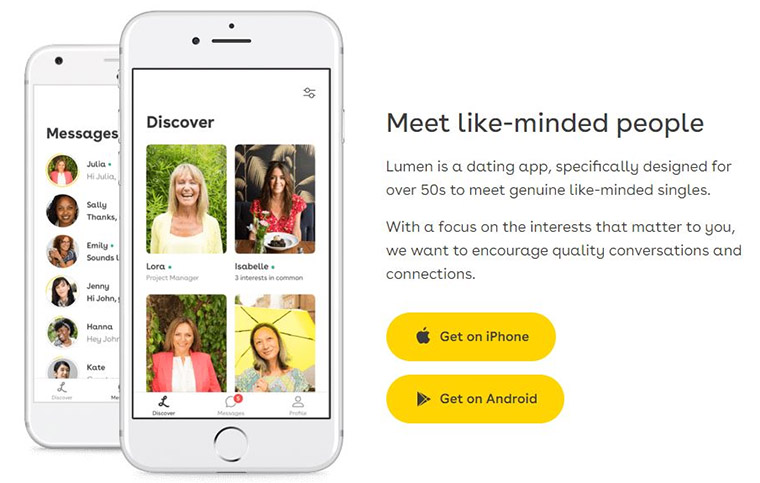 Messages
Julia
Hi Julia,
Sally
Thanks,
Emily
Sounds l
Jenny
Hi John,
Hanna
Hey John
Kate
Discover
Discover
Lora
Project Manager
Isabelle
3 interests in common
Discover
Messages
5
Profile
Meet like-minded people
Lumen is a dating app, specifically designed for
over 50s to meet genuine like-minded singles.
With a focus on the interests that matter to you,
we want to encourage quality conversations and
connections.
Get on iPhone
Get on Android